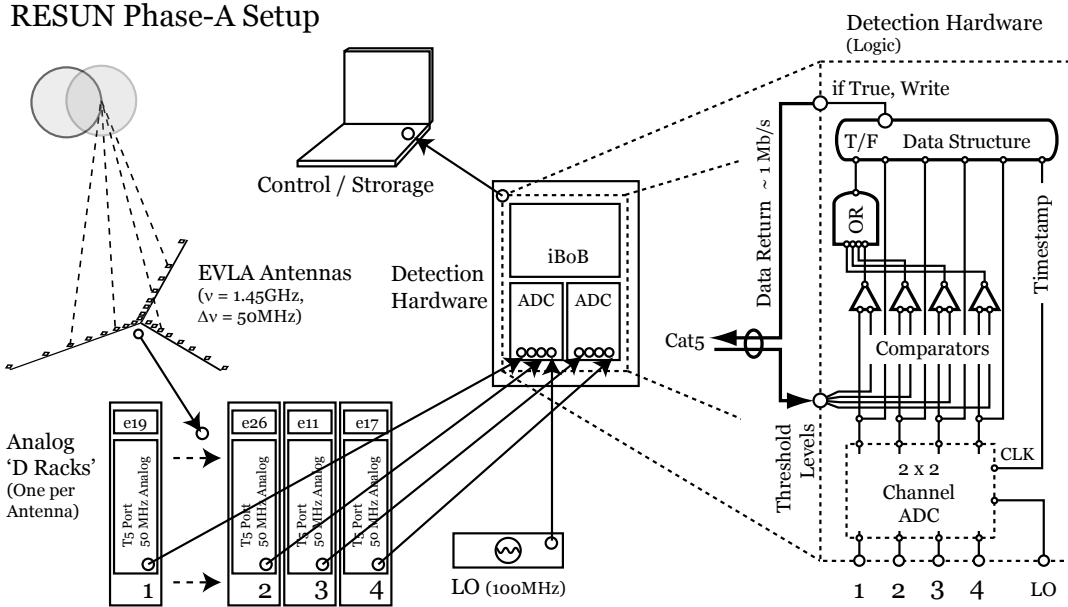 RESUN Phase-A Setup
Control / Strorage
EVLA Antennas
(ν = 1.45GHz,
Δν = 50MHz)
Detection
Hardware
iBoB
ADC
ADC
Analog
‘D Racks’
(One per
Antenna)
e19
T5 Port
50 MHz Analog
1
e26
T5 Port
50 MHz Analog
2
e11
T5 Port
50 MHz Analog
3
e17
T5 Port
50 MHz Analog
4
LO (100MHz)
Detection Hardware
(Logic)
if True, Write
T/F
Data Structure
Data Return ~ 1 Mb/s
OR
Timestamp
Cat5
Comparators
Threshold
Levels
CLK
2 x 2
Channel
ADC
1
2
3
4
LO